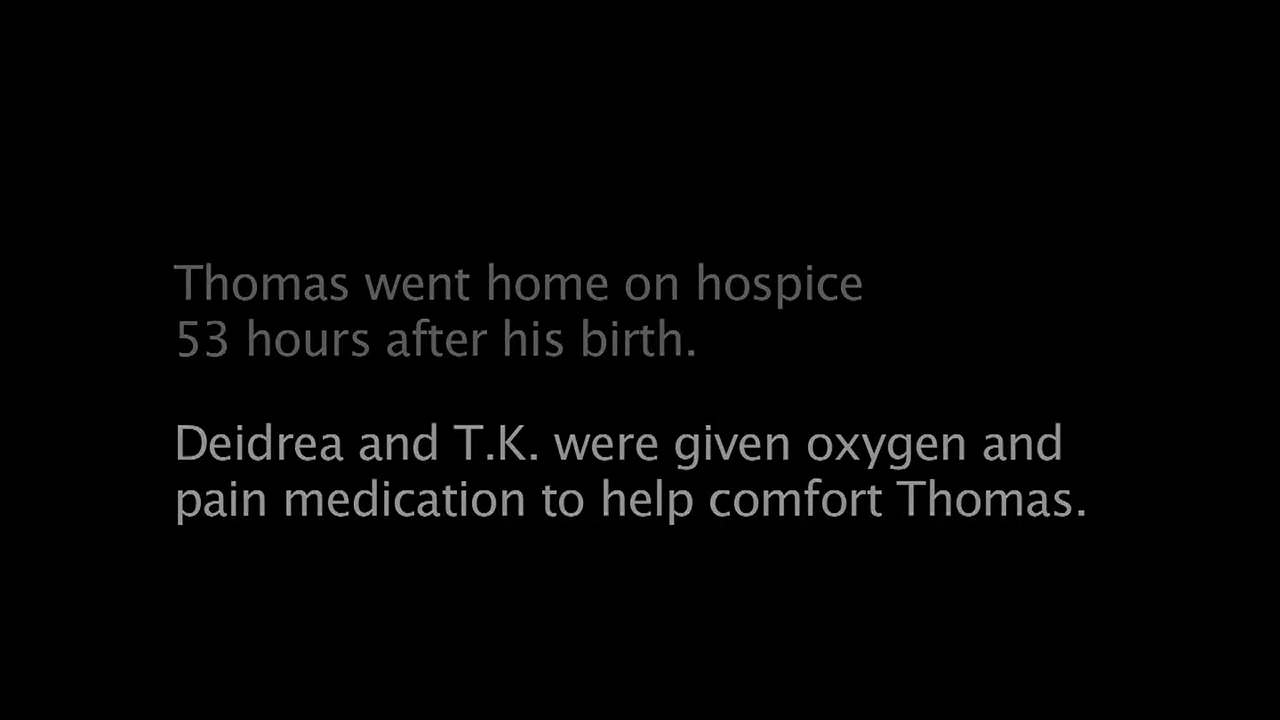 Thomas went home on hospice
53 hours after his birth.
Deidrea and T.K. were given oxygen and
pain medication to help comfort Thomas.